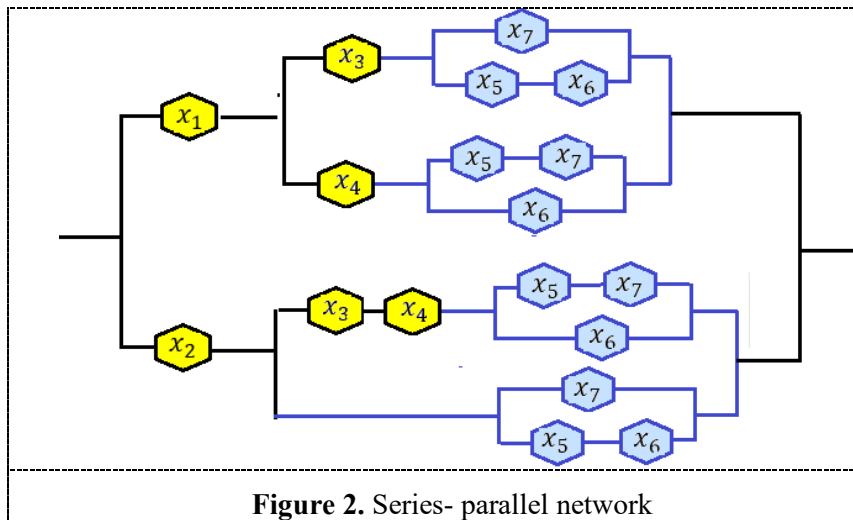 x₇
x₃
x₅ x₆
x₁
x₅ x₇
x₄
x₆
x₅ x₇
x₃ x₄
x₆
x₂
x₇
x₅ x₆
Figure 2. Series- parallel network